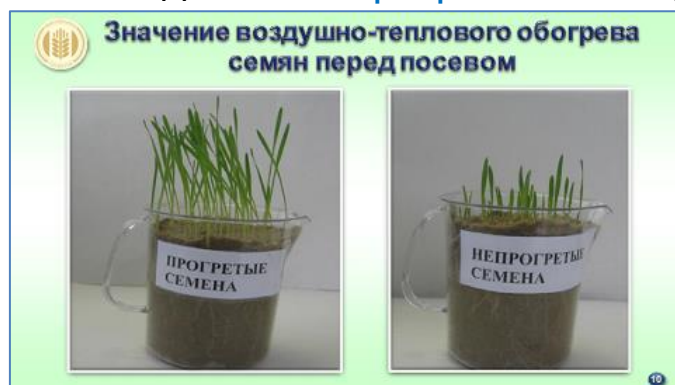 Значение воздушно-теплового обогрева
семян перед посевом
ПРОГРЕТЫЕ
СЕМЕНА
НЕПРОГРЕТЫЕ
СЕМЕНА
10